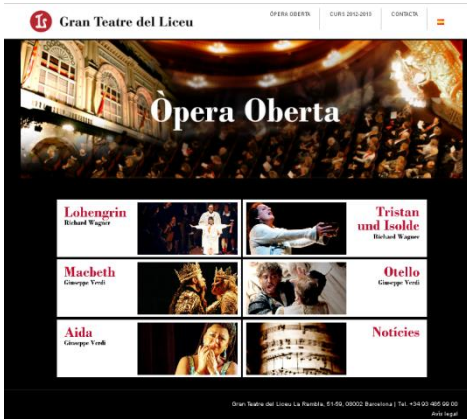 Gran Teatre del Liceu
ÒPERA OBERTA
CURS 2012-2013
CONTACTA
Òpera Oberta
Lohengrin
Richard Wagner
Tristan
und Isolde
Richard Wagner
Macbeth
Giuseppe Verdi
Otello
Giuseppe Verdi
Aida
Giuseppe Verdi
Notícies
Gran Teatre del Liceu La Rambla, 51-59, 08002 Barcelona | Tel. +34 93 485 99 00
Avís legal